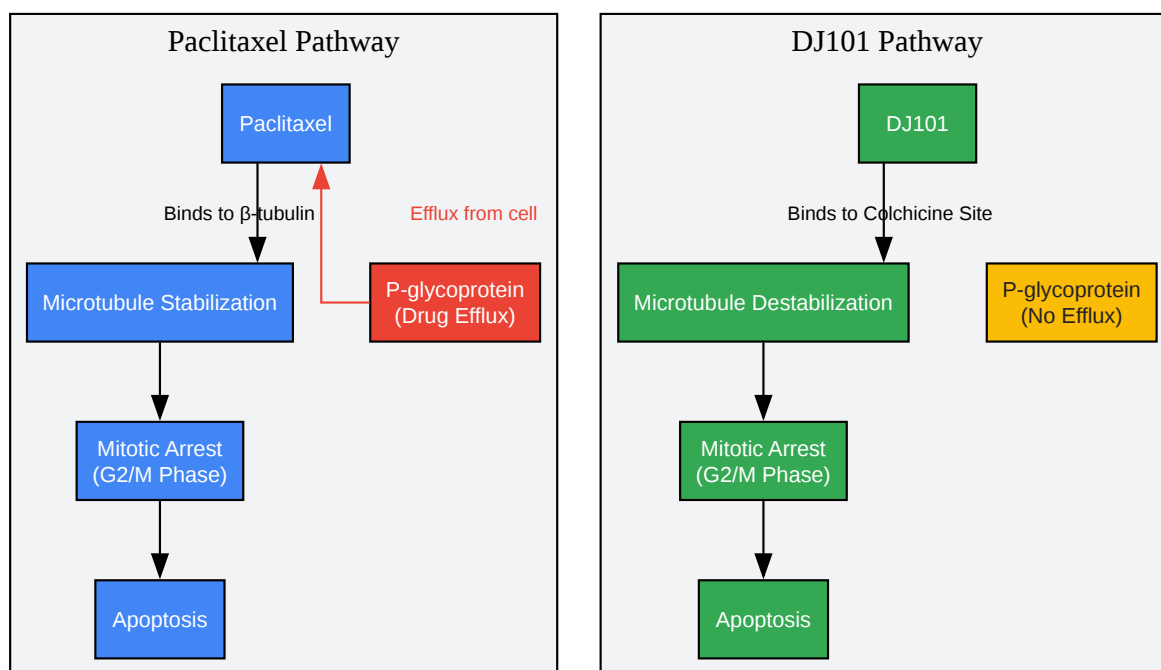 Paclitaxel Pathway
Paclitaxel
Binds to β-tubulin
Efflux from cell
Microtubule Stabilization
P-glycoprotein
(Drug Efflux)
Mitotic Arrest
(G2/M Phase)
Apoptosis
DJ101 Pathway
DJ101
Binds to Colchicine Site
Microtubule Destabilization
P-glycoprotein
(No Efflux)
Mitotic Arrest
(G2/M Phase)
Apoptosis